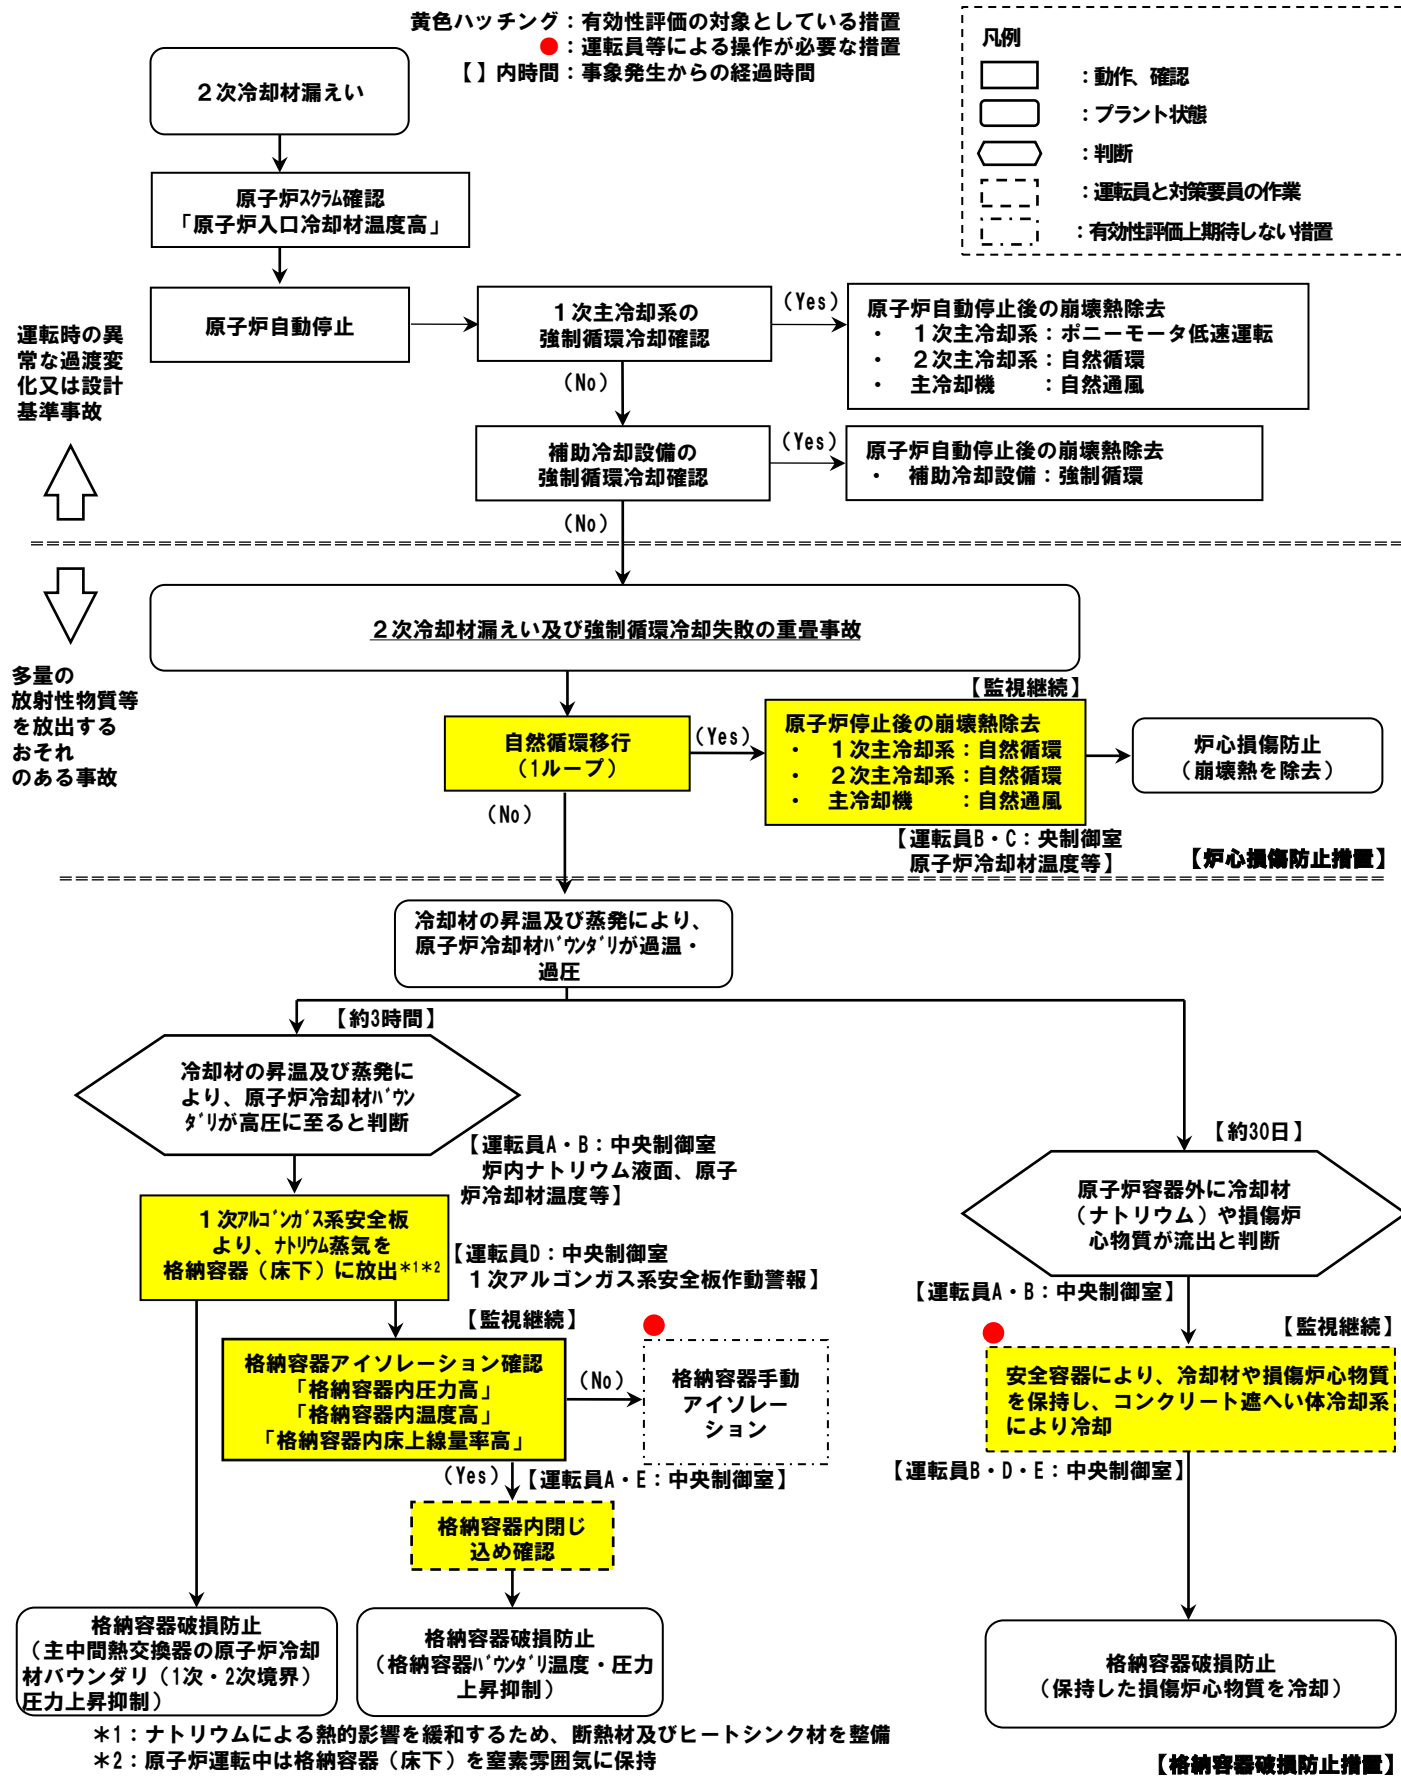 黄色ハッチング：有効性評価の対象としている措置
●：運転員等による操作が必要な措置
【】内時間：事象発生からの経過時間
凡例
：動作、確認
：プラント状態
：判断
：運転員と対策要員の作業
：有効性評価上期待しない措置
２次冷却材漏えい
原子炉スクラム確認
「原子炉入口冷却材温度高」
原子炉自動停止
１次主冷却系の
強制循環冷却確認
（Yes）
原子炉自動停止後の崩壊熱除去
・　１次主冷却系：ポニーモータ低速運転
・　２次主冷却系：自然循環
・　主冷却機　　：自然通風
（No）
運転時の異
常な過渡変
化又は設計
基準事故
補助冷却設備の
強制循環冷却確認
（Yes）
原子炉自動停止後の崩壊熱除去
・　補助冷却設備：強制循環
（No）
２次冷却材漏えい及び強制循環冷却失敗の重畳事故
多量の
放射性物質等
を放出する
おそれ
のある事故
【監視継続】
自然循環移行
（1ループ）
（Yes）
原子炉停止後の崩壊熱除去
・　１次主冷却系：自然循環
・　２次主冷却系：自然循環
・　主冷却機　　：自然通風
炉心損傷防止
（崩壊熱を除去）
（No）
【運転員B・C：央制御室
原子炉冷却材温度等】
【炉心損傷防止措置】
冷却材の昇温及び蒸発により、
原子炉冷却材ﾊﾞｳﾝﾀﾞﾘが過温・
過圧
【約3時間】
冷却材の昇温及び蒸発に
より、原子炉冷却材ﾊﾞｳﾝ
ﾀﾞﾘが高圧に至ると判断
【運転員A・B：中央制御室
炉内ナトリウム液面、原子
炉冷却材温度等】
【約30日】
原子炉容器外に冷却材
（ナトリウム）や損傷炉
心物質が流出と判断
１次ｱﾙｺﾞﾝｶﾞｽ系安全板
より、ﾅﾄﾘｳﾑ蒸気を
格納容器（床下）に放出*1*2
【運転員D：中央制御室
１次アルゴンガス系安全板作動警報】
【運転員A・B：中央制御室】
【監視継続】
【監視継続】
格納容器アイソレーション確認
「格納容器内圧力高」
「格納容器内温度高」
「格納容器内床上線量率高」
（No）
格納容器手動
アイソレー
ション
安全容器により、冷却材や損傷炉心物質
を保持し、コンクリート遮へい体冷却系
により冷却
（Yes）
【運転員A・E：中央制御室】
【運転員B・D・E：中央制御室】
格納容器内閉じ
込め確認
格納容器破損防止
（主中間熱交換器の原子炉冷却
材バウンダリ（1次・2次境界）
圧力上昇抑制）
格納容器破損防止
（格納容器ﾊﾞｳﾝﾀﾞﾘ温度・圧力
上昇抑制）
格納容器破損防止
（保持した損傷炉心物質を冷却）
＊1：ナトリウムによる熱的影響を緩和するため、断熱材及びヒートシンク材を整備
＊2：原子炉運転中は格納容器（床下）を窒素雰囲気に保持
【格納容器破損防止措置】